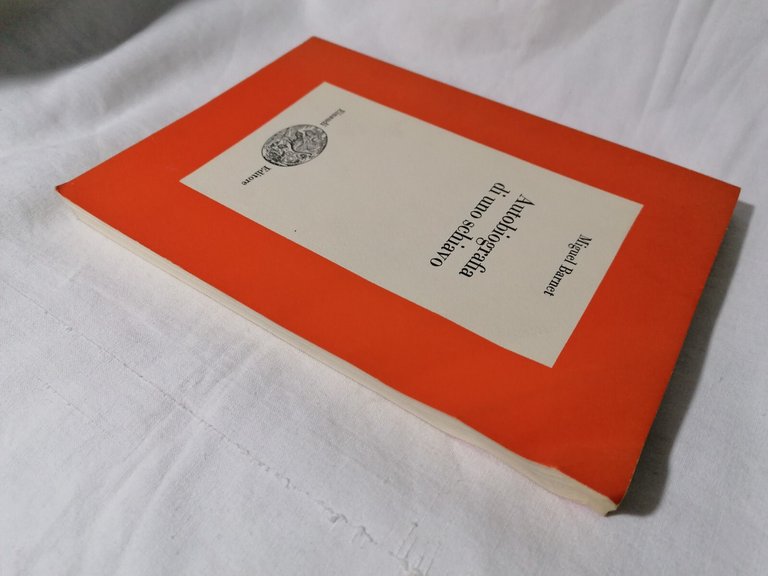 Miguel Barnet
Autobiografia
di uno schiavo
Einaudi
Editore